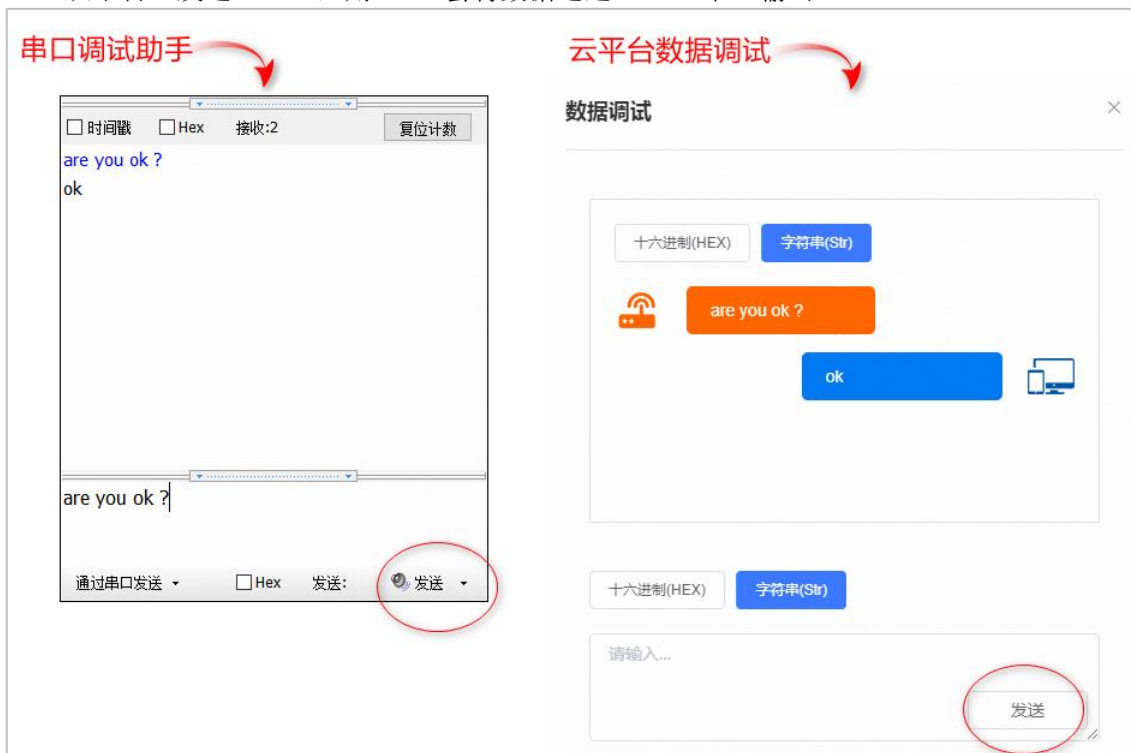 串口调试助手
云平台数据调试
时间戳 Hex 接收:2 复位计数
are you ok ?
ok
are you ok ?
通过串口发送 Hex 发送: 发送
数据调试
十六进制(HEX) 字符串(Str)
are you ok ?
ok
十六进制(HEX) 字符串(Str)
请输入...
发送